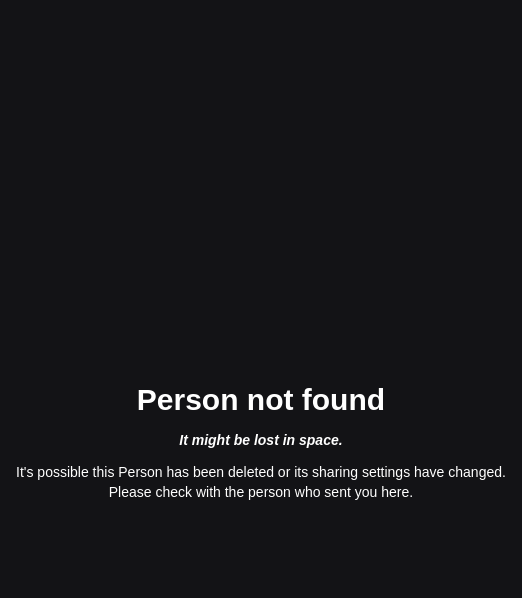 Person not found
It might be lost in space.
It's possible this Person has been deleted or its sharing settings have changed.
Please check with the person who sent you here.